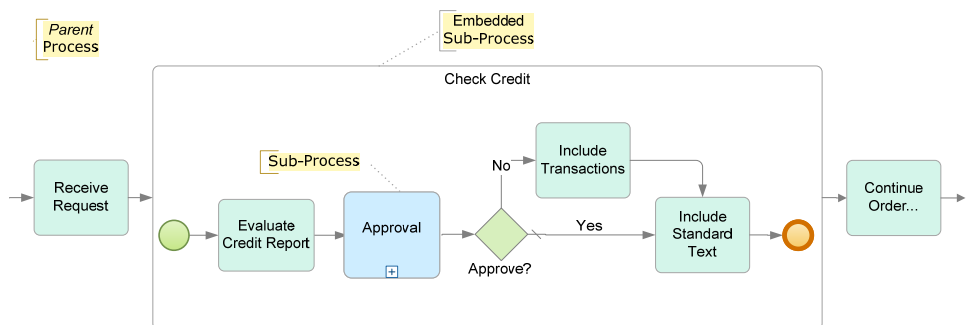 Parent
Process
Embedded
Sub-Process
Check Credit
Sub-Process
Receive
Request
Evaluate
Credit Report
Approval
No
Approve?
Yes
Include
Transactions
Include
Standard
Text
Continue
Order...